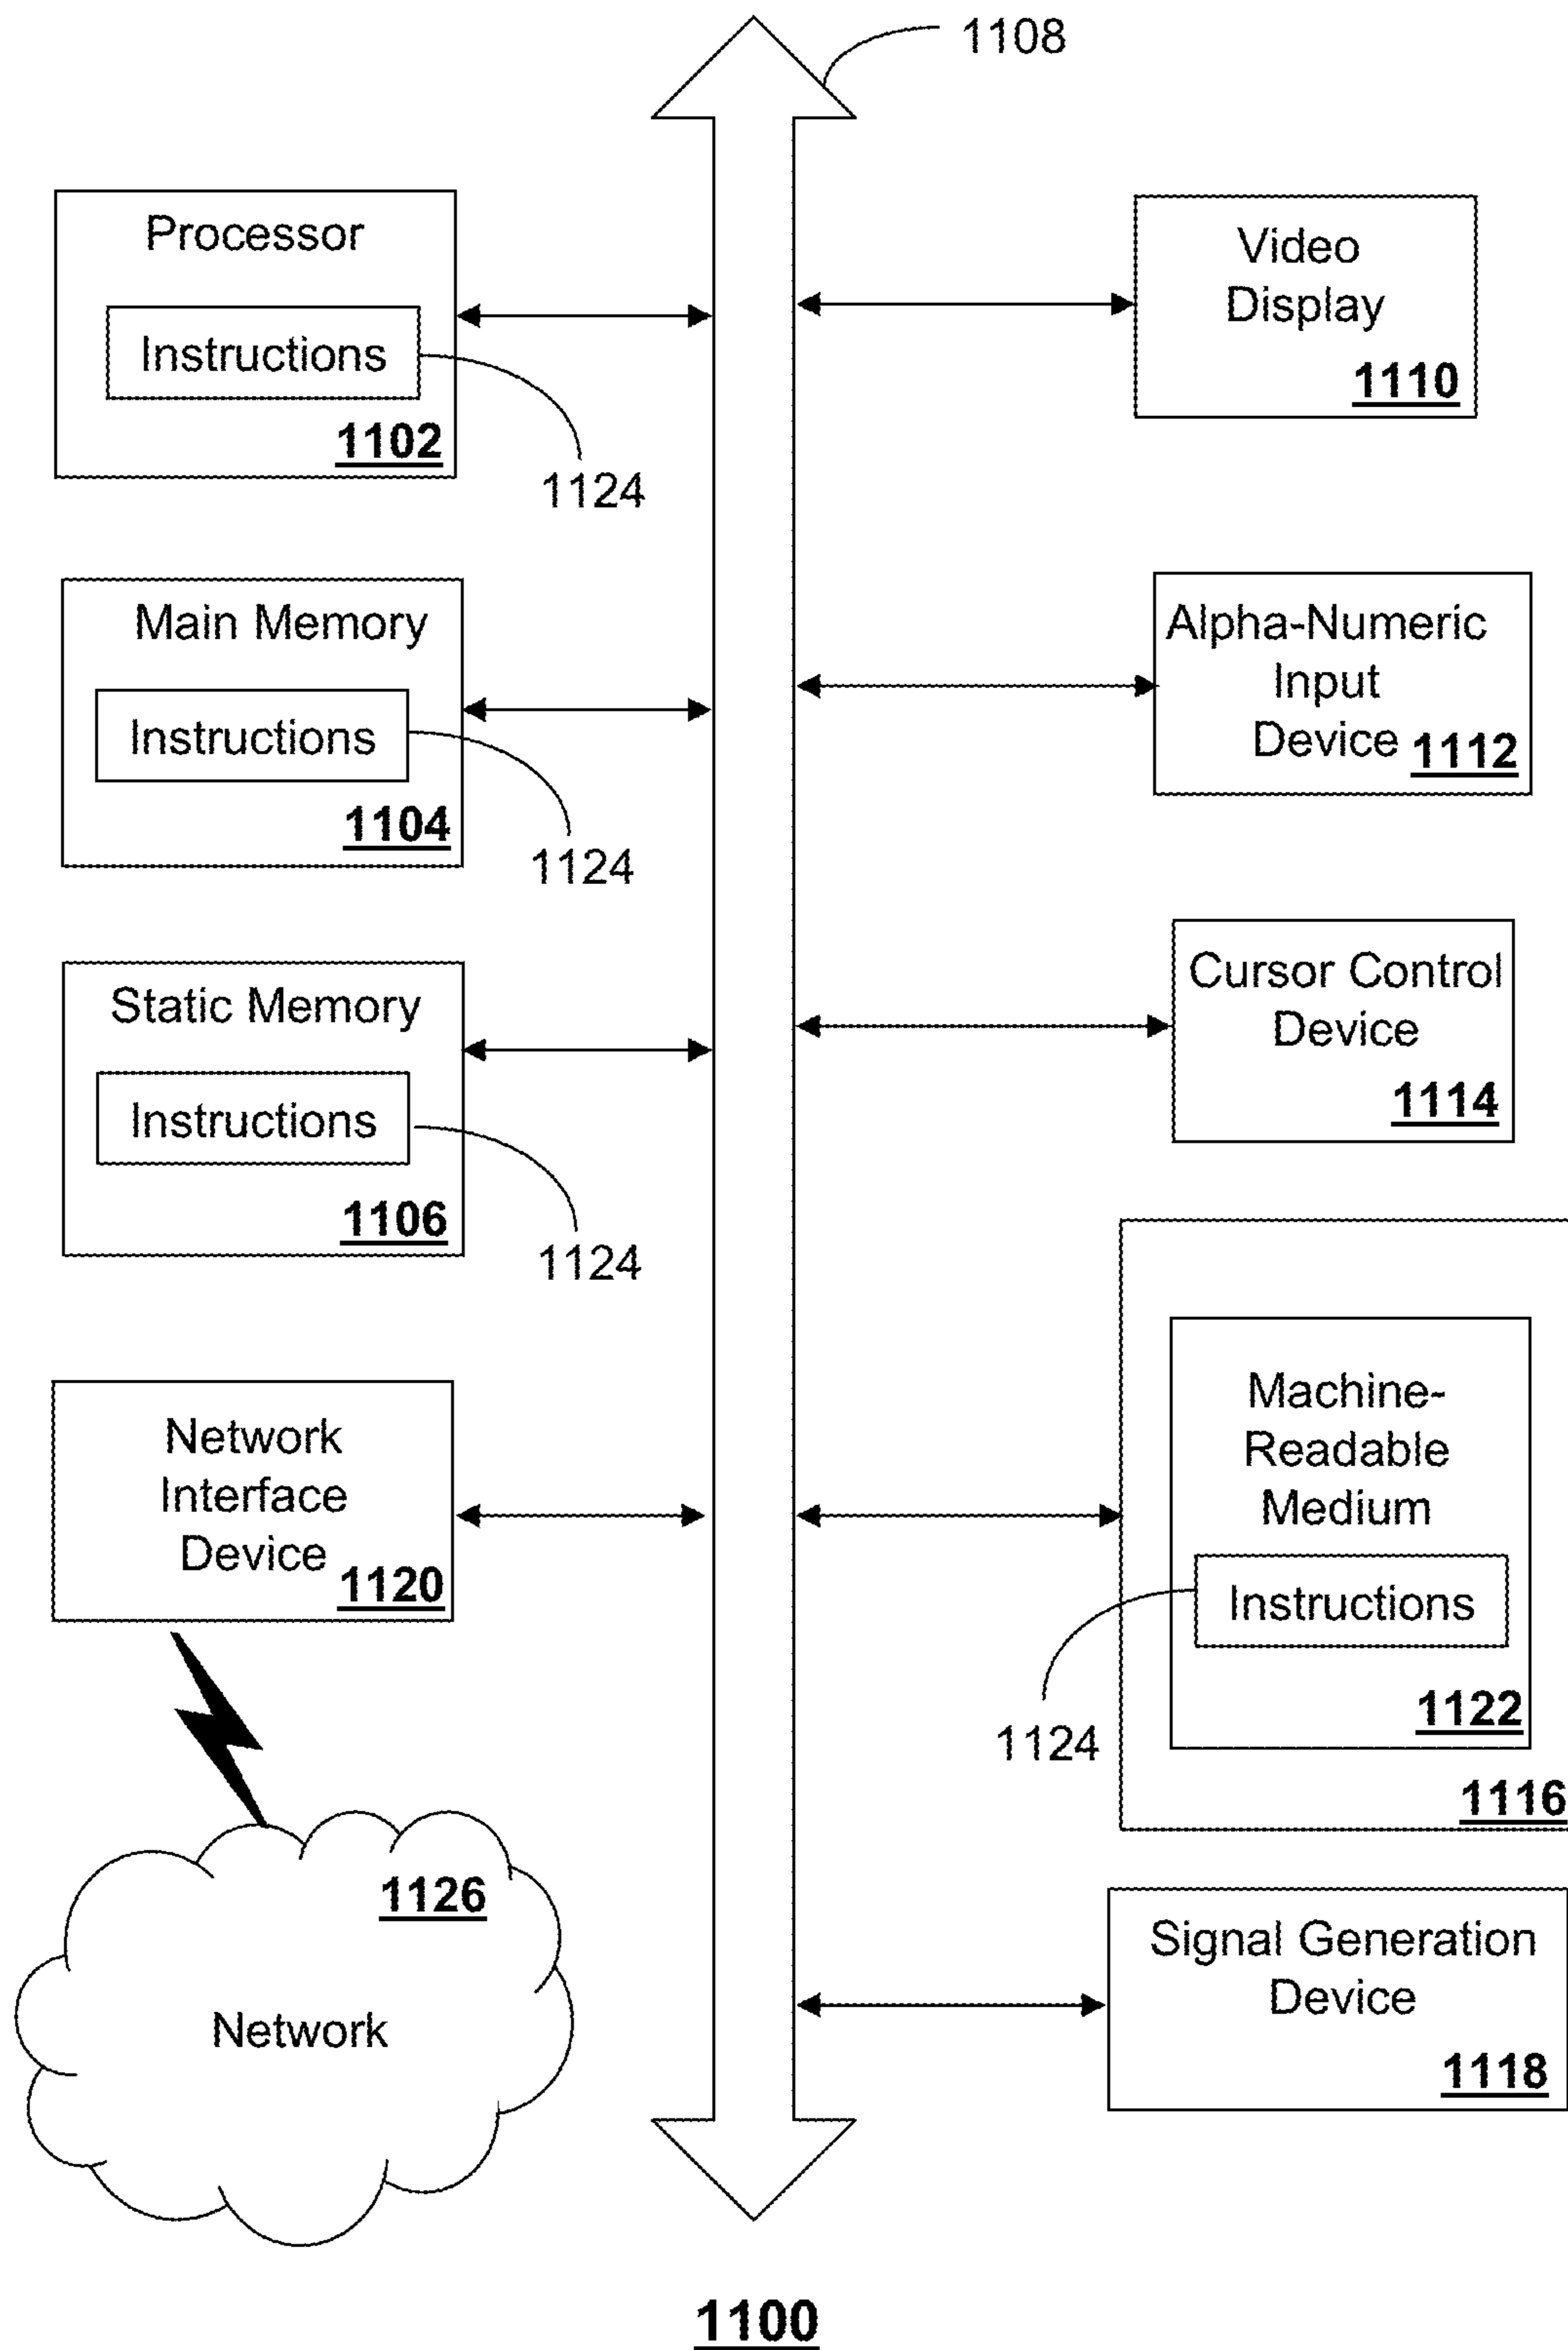 1108
Processor
Instructions
1102
1124
Video
Display
1110
Main Memory
Instructions
1104
1124
Alpha-Numeric
Input
Device 1112
Static Memory
Instructions
1106
1124
Cursor Control
Device
1114
Network
Interface
Device 1120
Machine-
Readable
Medium
Instructions
1122
1124
1116
1126
Network
Signal Generation
Device
1118
1100